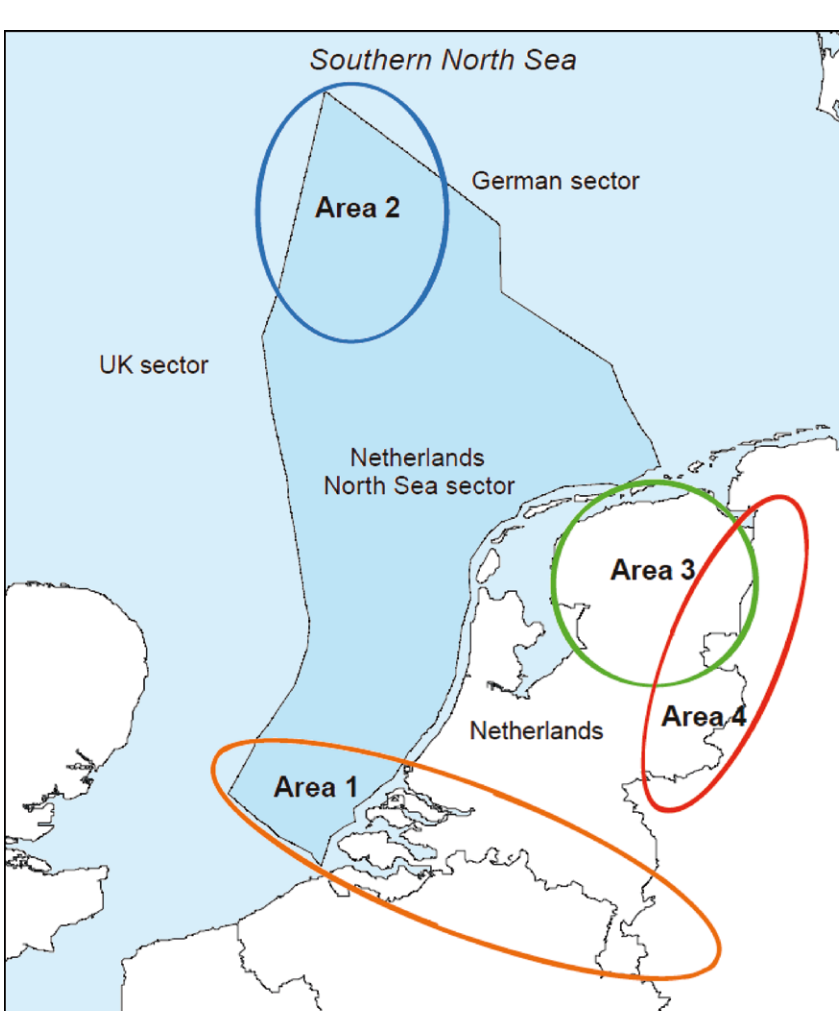 Southern North Sea
German sector
Area 2
UK sector
Netherlands
North Sea sector
Area 3
Area 4
Netherlands
Area 1